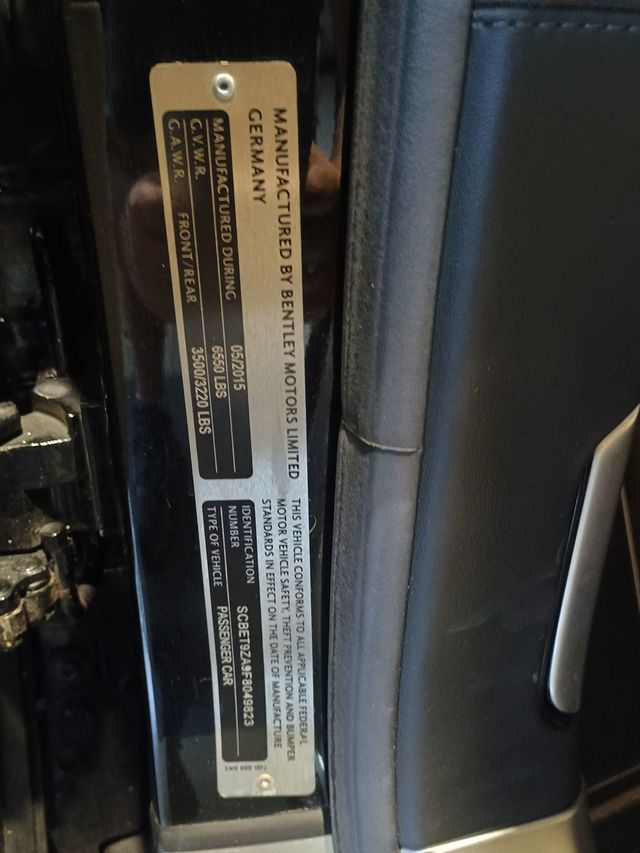 MANUFACTURED BY BENTLEY MOTORS LIMITED
GERMANY
MANUFACTURED DURING 05/2015
G.V.W.R. 6550 LBS
G.A.W.R. FRONT/REAR 3500/3220 LBS
THIS VEHICLE CONFORMS TO ALL APPLICABLE FEDERAL
MOTOR VEHICLE SAFETY, THEFT PREVENTION AND BUMPER
STANDARDS IN EFFECT ON THE DATE OF MANUFACTURE
IDENTIFICATION
NUMBER SCBET9ZA9F8049823
TYPE OF VEHICLE PASSENGER CAR